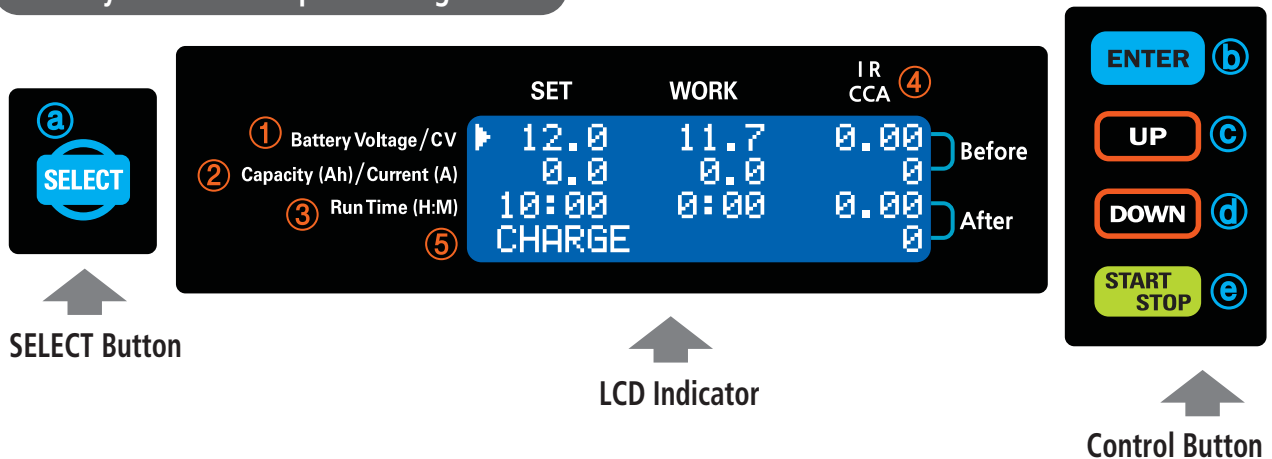 SET WORK IR
CCA ④
① Battery Voltage/CV 12.0 11.7 0.00 Before
② Capacity (Ah)/Current (A) 0.0 0.0 0
③ Run Time (H:M) 10:00 0:00 0.00 After
⑤ CHARGE 0
ⓐ
SELECT
SELECT Button
LCD Indicator
ENTER ⓑ
UP ⓒ
DOWN ⓓ
START
STOP ⓔ
Control Button